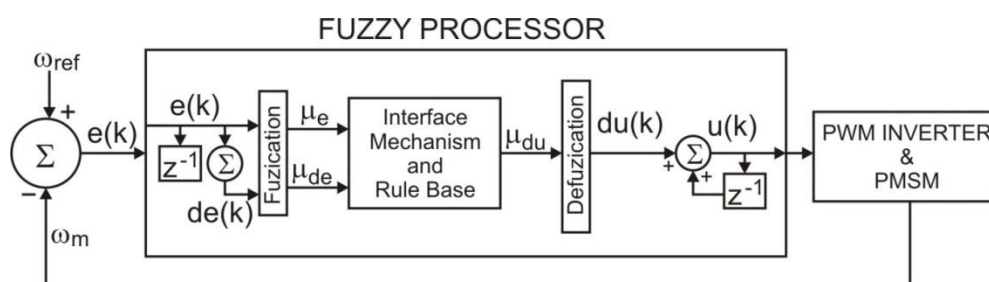 FUZZY PROCESSOR
ωref
+
e(k)
Σ
−
ωm
e(k)
z⁻¹
Σ
de(k)
Fuzication
μe
μde
Interface
Mechanism
and
Rule Base
μdu
Defuzication
du(k)
+
Σ
+
u(k)
z⁻¹
PWM INVERTER
&
PMSM